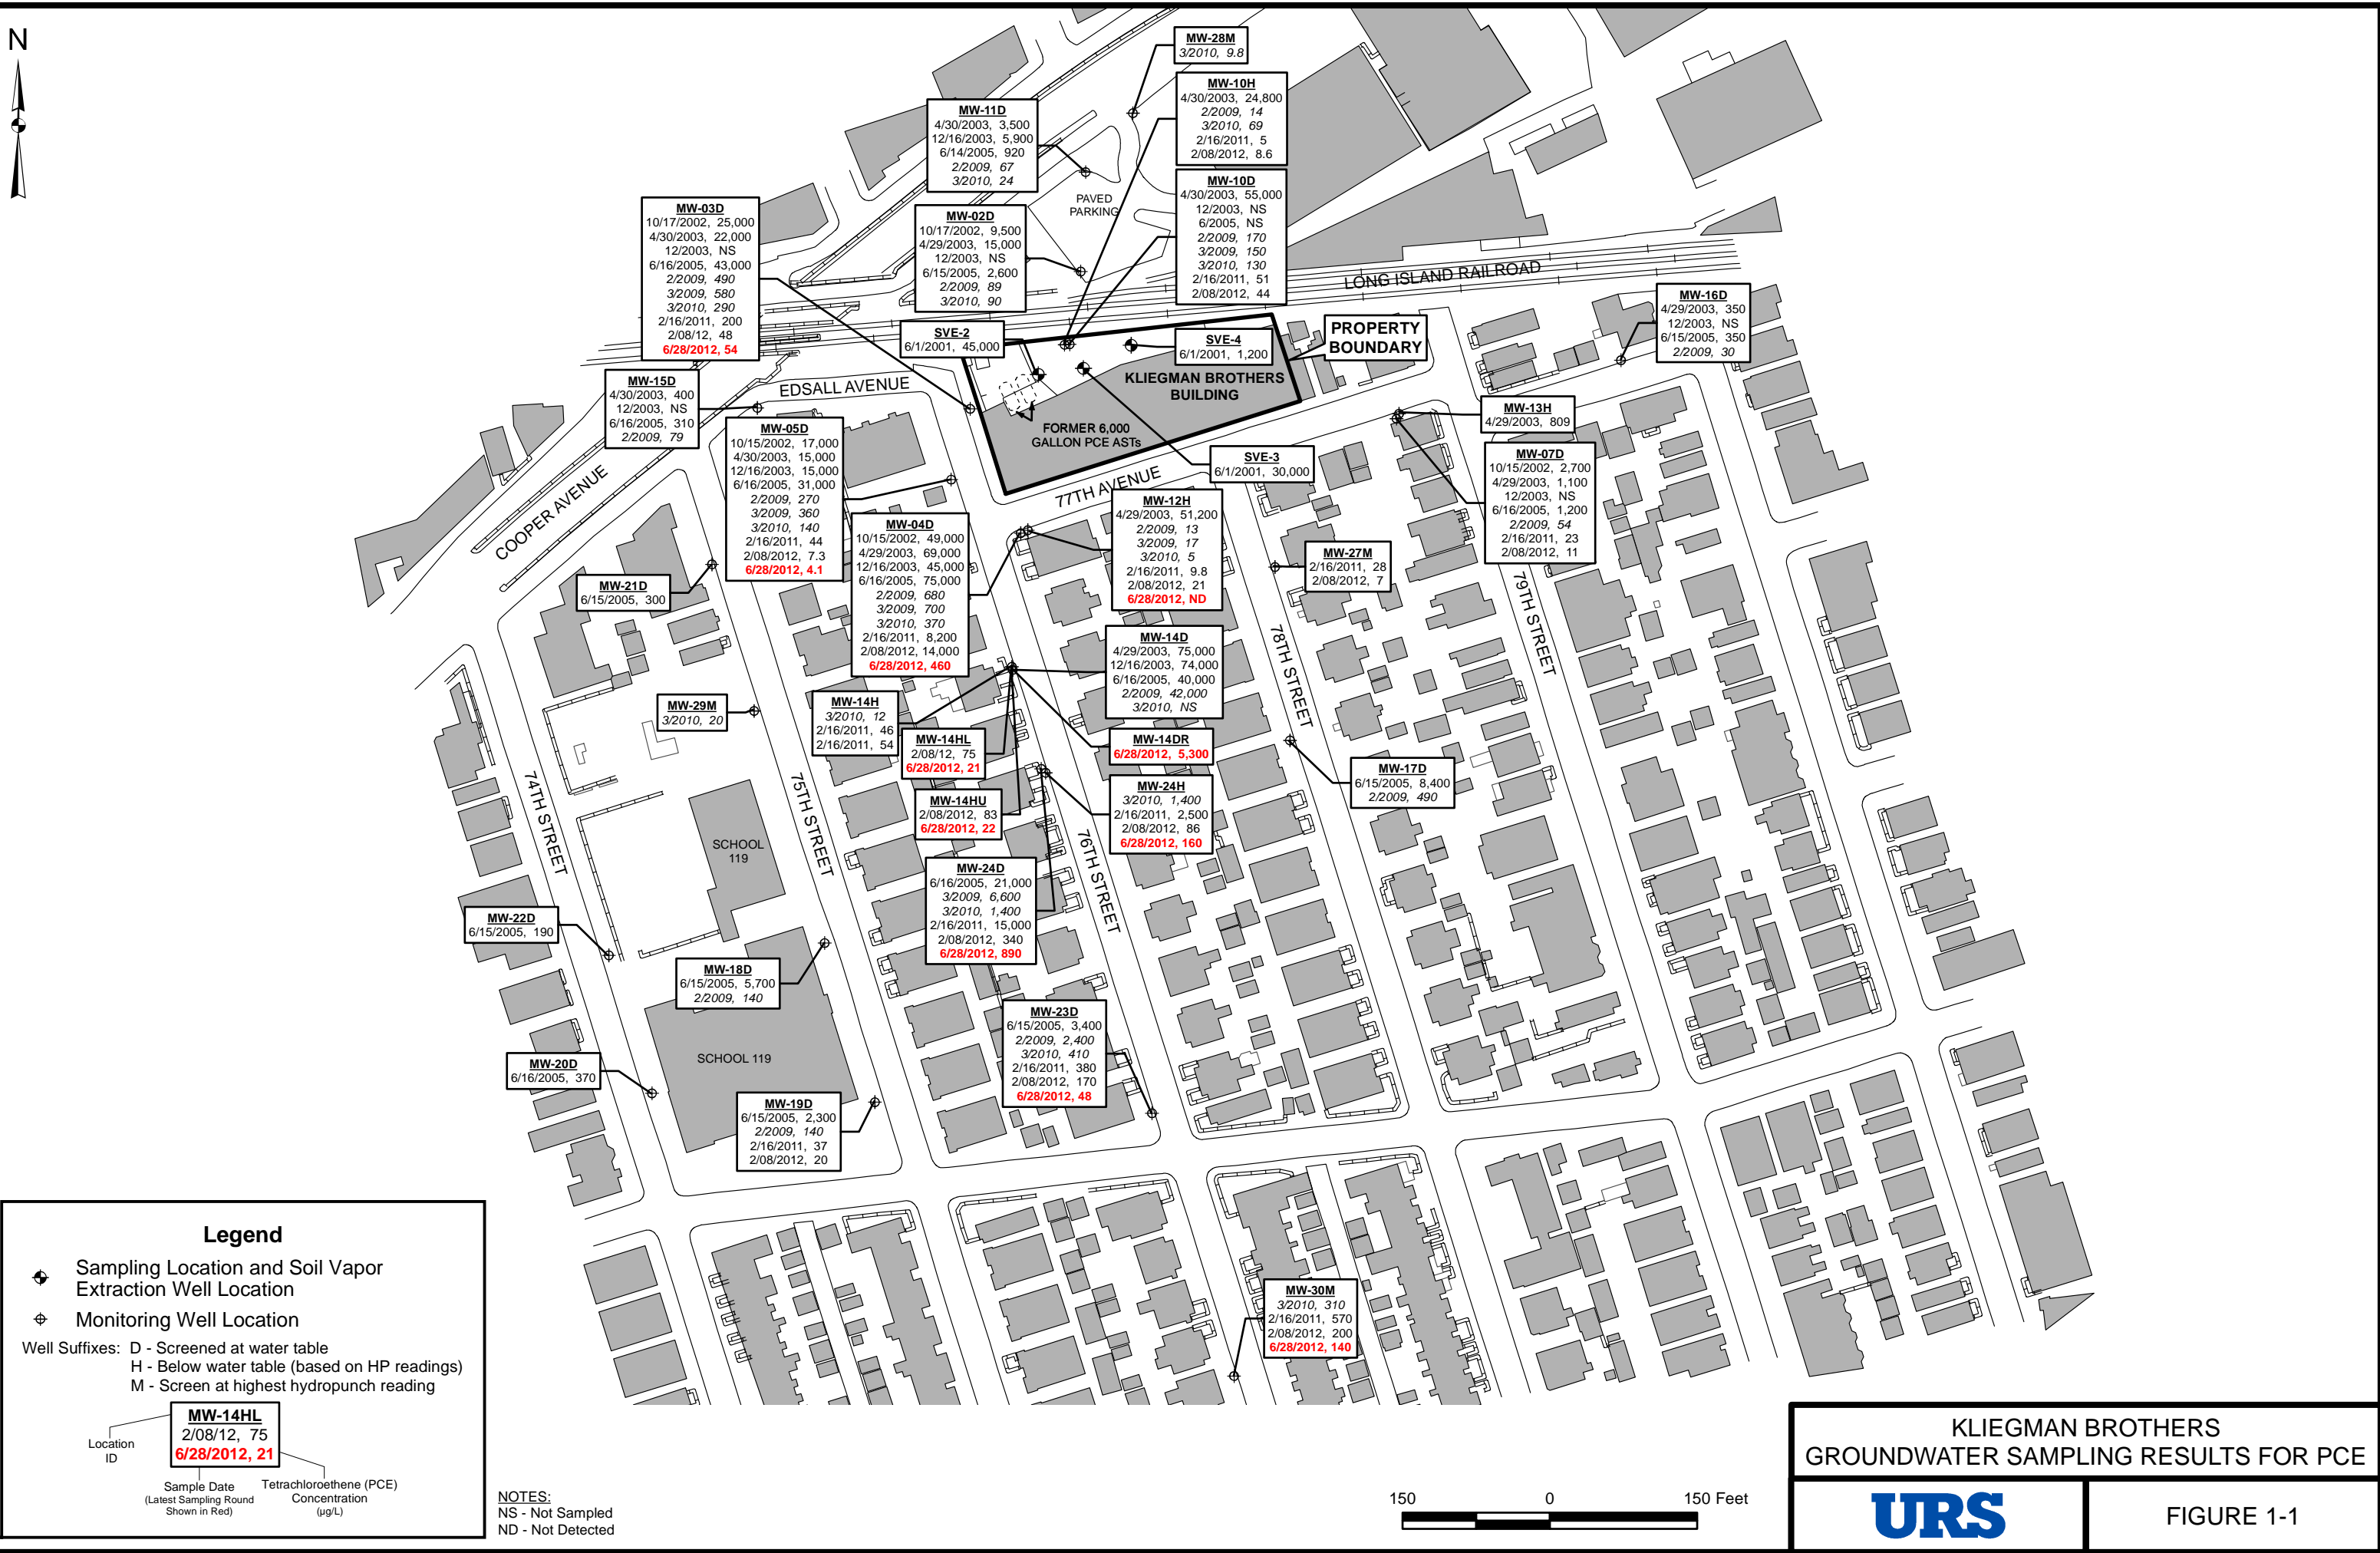 N
MW-28M
3/2010, 9.8
MW-10H
4/30/2003, 24,800
2/2009, 14
3/2010, 69
2/16/2011, 5
2/08/2012, 8.6
MW-11D
4/30/2003, 3,500
12/16/2003, 5,900
6/14/2005, 920
2/2009, 67
3/2010, 24
MW-10D
4/30/2003, 55,000
12/2003, NS
6/2005, NS
2/2009, 170
3/2009, 150
3/2010, 130
2/16/2011, 51
2/08/2012, 44
PAVED
PARKING
MW-03D
10/17/2002, 25,000
4/30/2003, 22,000
12/2003, NS
6/16/2005, 43,000
2/2009, 490
3/2009, 580
3/2010, 290
2/16/2011, 200
2/08/12, 48
6/28/2012, 54
MW-02D
10/17/2002, 9,500
4/29/2003, 15,000
12/2003, NS
6/15/2005, 2,600
2/2009, 89
3/2010, 90
LONG ISLAND RAILROAD
MW-16D
4/29/2003, 350
12/2003, NS
6/15/2005, 350
2/2009, 30
SVE-2
6/1/2001, 45,000
SVE-4
6/1/2001, 1,200
PROPERTY
BOUNDARY
KLIEGMAN BROTHERS
BUILDING
EDSALL AVENUE
MW-15D
4/30/2003, 400
12/2003, NS
6/16/2005, 310
2/2009, 79
FORMER 6,000
GALLON PCE ASTs
MW-13H
4/29/2003, 809
MW-05D
10/15/2002, 17,000
4/30/2003, 15,000
12/16/2003, 15,000
6/16/2005, 31,000
2/2009, 270
3/2009, 360
3/2010, 140
2/16/2011, 44
2/08/2012, 7.3
6/28/2012, 4.1
SVE-3
6/1/2001, 30,000
MW-07D
10/15/2002, 2,700
4/29/2003, 1,100
12/2003, NS
6/16/2005, 1,200
2/2009, 54
2/16/2011, 23
2/08/2012, 11
COOPER AVENUE
77TH AVENUE
MW-12H
4/29/2003, 51,200
2/2009, 13
3/2009, 17
3/2010, 5
2/16/2011, 9.8
2/08/2012, 21
6/28/2012, ND
MW-04D
10/15/2002, 49,000
4/29/2003, 69,000
12/16/2003, 45,000
6/16/2005, 75,000
2/2009, 680
3/2009, 700
3/2010, 370
2/16/2011, 8,200
2/08/2012, 14,000
6/28/2012, 460
MW-27M
2/16/2011, 28
2/08/2012, 7
MW-21D
6/15/2005, 300
79TH STREET
78TH STREET
MW-14D
4/29/2003, 75,000
12/16/2003, 74,000
6/16/2005, 40,000
2/2009, 42,000
3/2010, NS
MW-29M
3/2010, 20
MW-14H
3/2010, 12
2/16/2011, 46
2/16/2011, 54
MW-14HL
2/08/12, 75
6/28/2012, 21
MW-14DR
6/28/2012, 5,300
MW-17D
6/15/2005, 8,400
2/2009, 490
74TH STREET
75TH STREET
MW-14HU
2/08/2012, 83
6/28/2012, 22
MW-24H
3/2010, 1,400
2/16/2011, 2,500
2/08/2012, 86
6/28/2012, 160
SCHOOL
119
76TH STREET
MW-24D
6/16/2005, 21,000
3/2009, 6,600
3/2010, 1,400
2/16/2011, 15,000
2/08/2012, 340
6/28/2012, 890
MW-22D
6/15/2005, 190
MW-18D
6/15/2005, 5,700
2/2009, 140
MW-23D
6/15/2005, 3,400
2/2009, 2,400
3/2010, 410
2/16/2011, 380
2/08/2012, 170
6/28/2012, 48
SCHOOL 119
MW-20D
6/16/2005, 370
MW-19D
6/15/2005, 2,300
2/2009, 140
2/16/2011, 37
2/08/2012, 20
MW-30M
3/2010, 310
2/16/2011, 570
2/08/2012, 200
6/28/2012, 140
Legend
Sampling Location and Soil Vapor
Extraction Well Location
Monitoring Well Location
Well Suffixes: D - Screened at water table
H - Below water table (based on HP readings)
M - Screen at highest hydropunch reading
MW-14HL
2/08/12, 75
6/28/2012, 21
Location
ID
Sample Date
(Latest Sampling Round
Shown in Red)
Tetrachloroethene (PCE)
Concentration
(µg/L)
NOTES:
NS - Not Sampled
ND - Not Detected
150 0 150 Feet
KLIEGMAN BROTHERS
GROUNDWATER SAMPLING RESULTS FOR PCE
URS
FIGURE 1-1